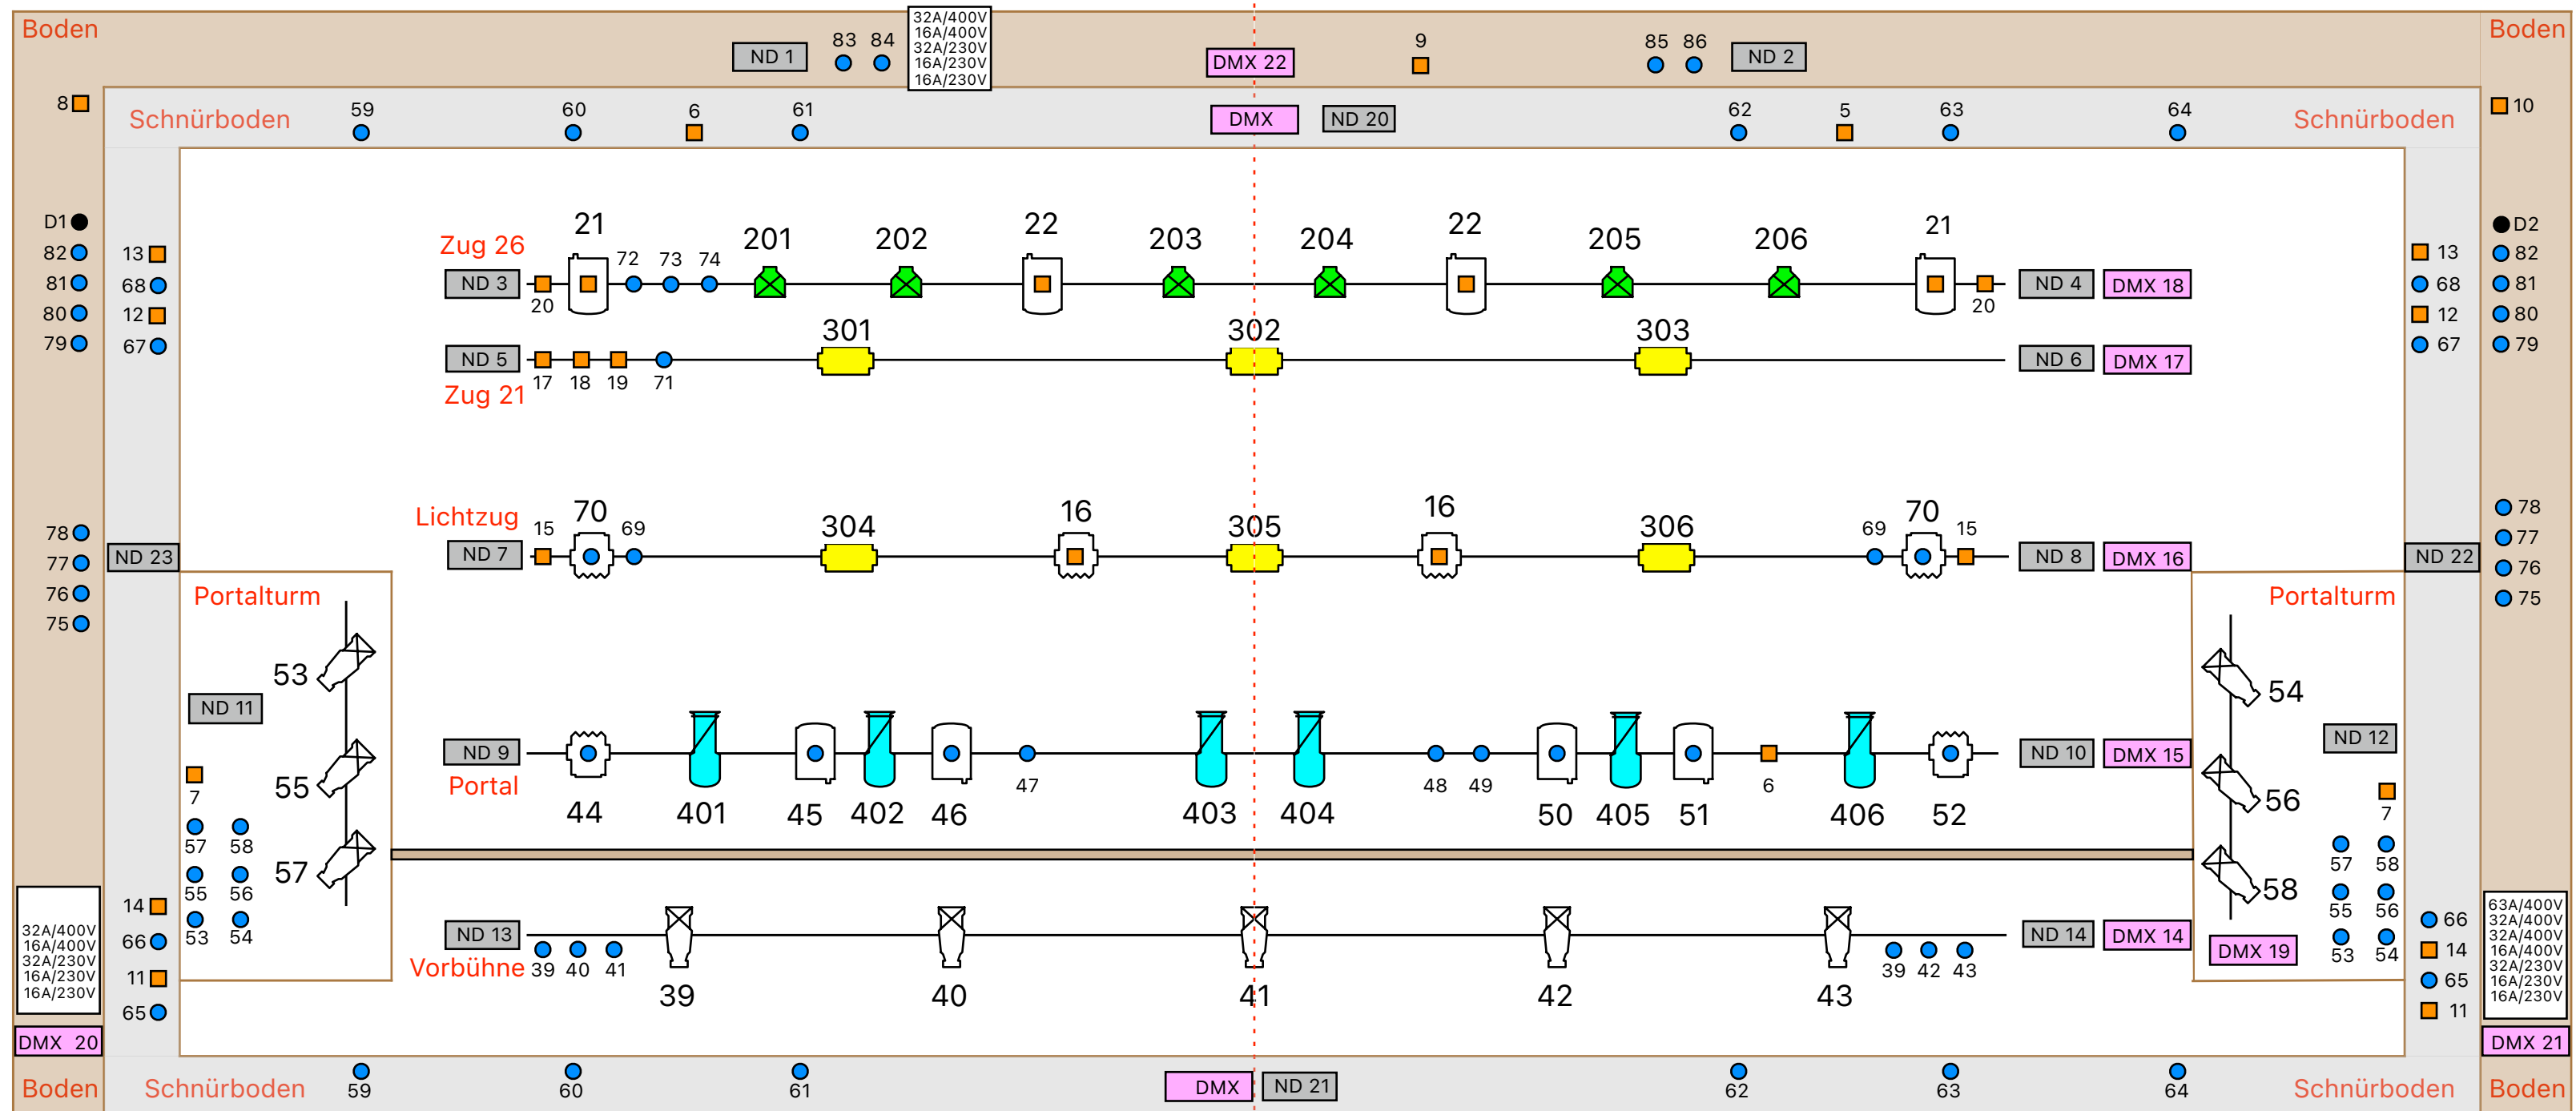 Boden
ND 1
83
84
32A/400V
16A/400V
32A/230V
16A/230V
16A/230V
DMX 22
9
85
86
ND 2
Boden
8
Schnürboden
59
60
6
61
DMX
ND 20
62
5
63
64
Schnürboden
10
D1
82
81
80
79
13
68
12
67
Zug 26
ND 3
20
21
72
73
74
201
202
22
203
204
22
205
206
21
20
ND 4
DMX 18
13
68
12
67
D2
82
81
80
79
ND 5
Zug 21
17
18
19
71
301
302
303
ND 6
DMX 17
78
77
76
75
ND 23
Lichtzug
ND 7
15
70
69
304
16
305
16
306
69
70
15
ND 8
DMX 16
ND 22
78
77
76
75
Portalturm
53
ND 11
55
7
57
58
55
56
53
54
57
ND 9
Portal
44
401
45
402
46
47
403
404
48
49
50
405
51
6
406
52
ND 10
DMX 15
Portalturm
54
ND 12
56
7
57
58
55
56
53
54
58
DMX 19
32A/400V
16A/400V
32A/230V
16A/230V
16A/230V
DMX 20
14
66
11
65
ND 13
Vorbühne
39
40
41
39
40
41
42
43
39
42
43
ND 14
DMX 14
66
14
65
11
63A/400V
32A/400V
32A/400V
16A/400V
32A/230V
16A/230V
16A/230V
DMX 21
Boden
Schnürboden
59
60
61
DMX
ND 21
62
63
64
Schnürboden
Boden